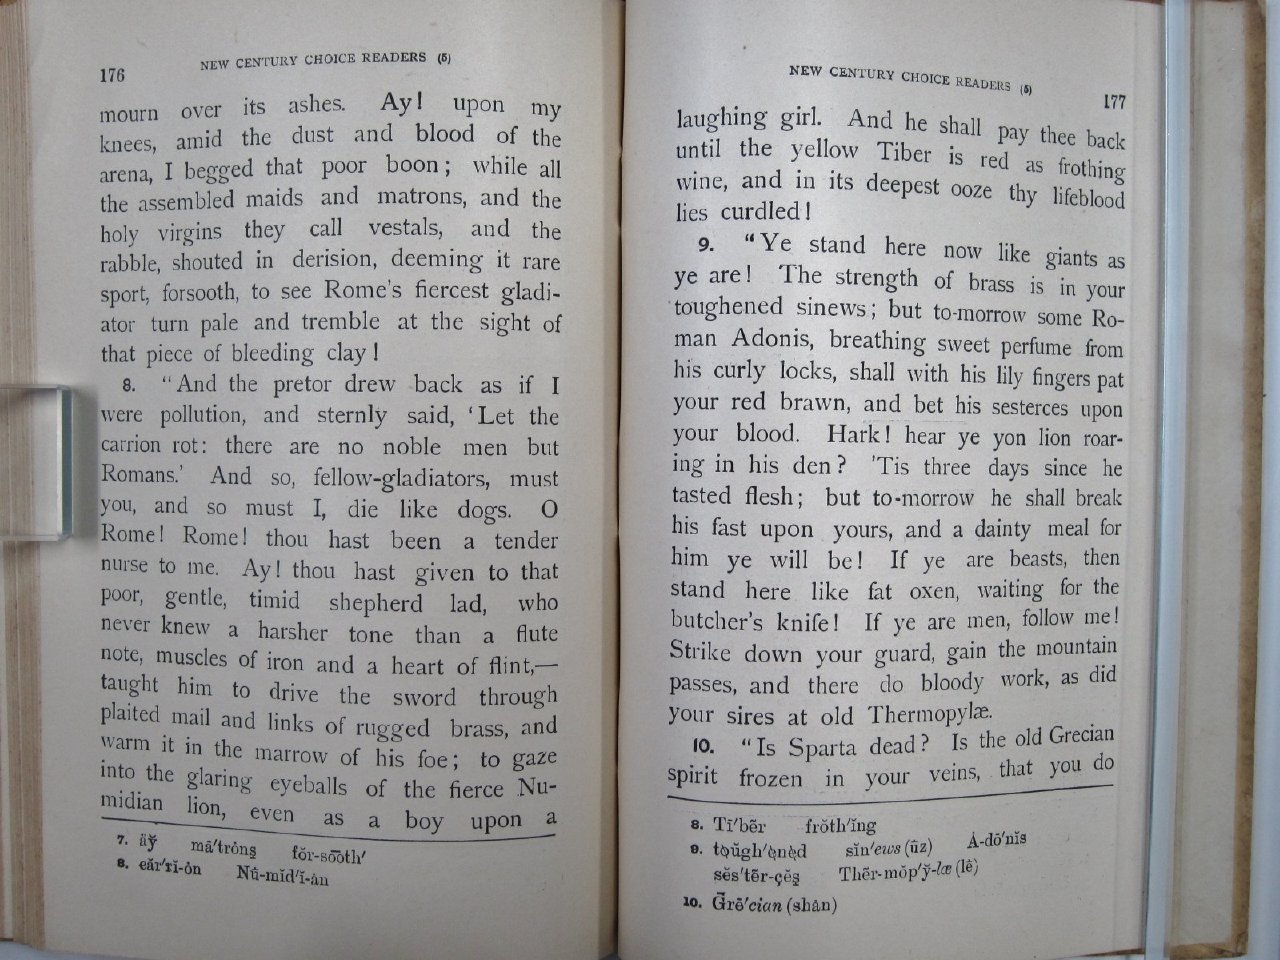 176
NEW CENTURY CHOICE READERS (5)
mourn over its ashes. Ay! upon my
knees, amid the dust and blood of the
arena, I begged that poor boon; while all
the assembled maids and matrons, and the
holy virgins they call vestals, and the
rabble, shouted in derision, deeming it rare
sport, forsooth, to see Rome's fiercest gladi-
ator turn pale and tremble at the sight of
that piece of bleeding clay!
8. "And the pretor drew back as if I
were pollution, and sternly said, 'Let the
carrion rot: there are no noble men but
Romans.' And so, fellow-gladiators, must
you, and so must I, die like dogs. O
Rome! Rome! thou hast been a tender
nurse to me. Ay! thou hast given to that
poor, gentle, timid shepherd lad, who
never knew a harsher tone than a flute
note, muscles of iron and a heart of flint,—
taught him to drive the sword through
plaited mail and links of rugged brass, and
warm it in the marrow of his foe; to gaze
into the glaring eyeballs of the fierce Nu-
midian lion, even as a boy upon a
7. äy̆ mā′trȯns̱ fŏr-so͞oth′
8. eăr′rĭ-ȯn Nû-mĭd′ĭ-ân
NEW CENTURY CHOICE READERS (5)
177
laughing girl. And he shall pay thee back
until the yellow Tiber is red as frothing
wine, and in its deepest ooze thy lifeblood
lies curdled!
9. "Ye stand here now like giants as
ye are! The strength of brass is in your
toughened sinews; but to-morrow some Ro-
man Adonis, breathing sweet perfume from
his curly locks, shall with his lily fingers pat
your red brawn, and bet his sesterces upon
your blood. Hark! hear ye yon lion roar-
ing in his den? 'Tis three days since he
tasted flesh; but to-morrow he shall break
his fast upon yours, and a dainty meal for
him ye will be! If ye are beasts, then
stand here like fat oxen, waiting for the
butcher's knife! If ye are men, follow me!
Strike down your guard, gain the mountain
passes, and there do bloody work, as did
your sires at old Thermopylæ.
10. "Is Sparta dead? Is the old Grecian
spirit frozen in your veins, that you do
8. Tī′bẽr frŏth′ĭng
9. tọŭgh′ẹnẹd sĭn′ews (ûz) Á-dō′nĭs
sĕs′tẽr-çĕs̱ Thẽr-mŏp′y̆-læ (lē)
10. Ḡrē′cian (shân)